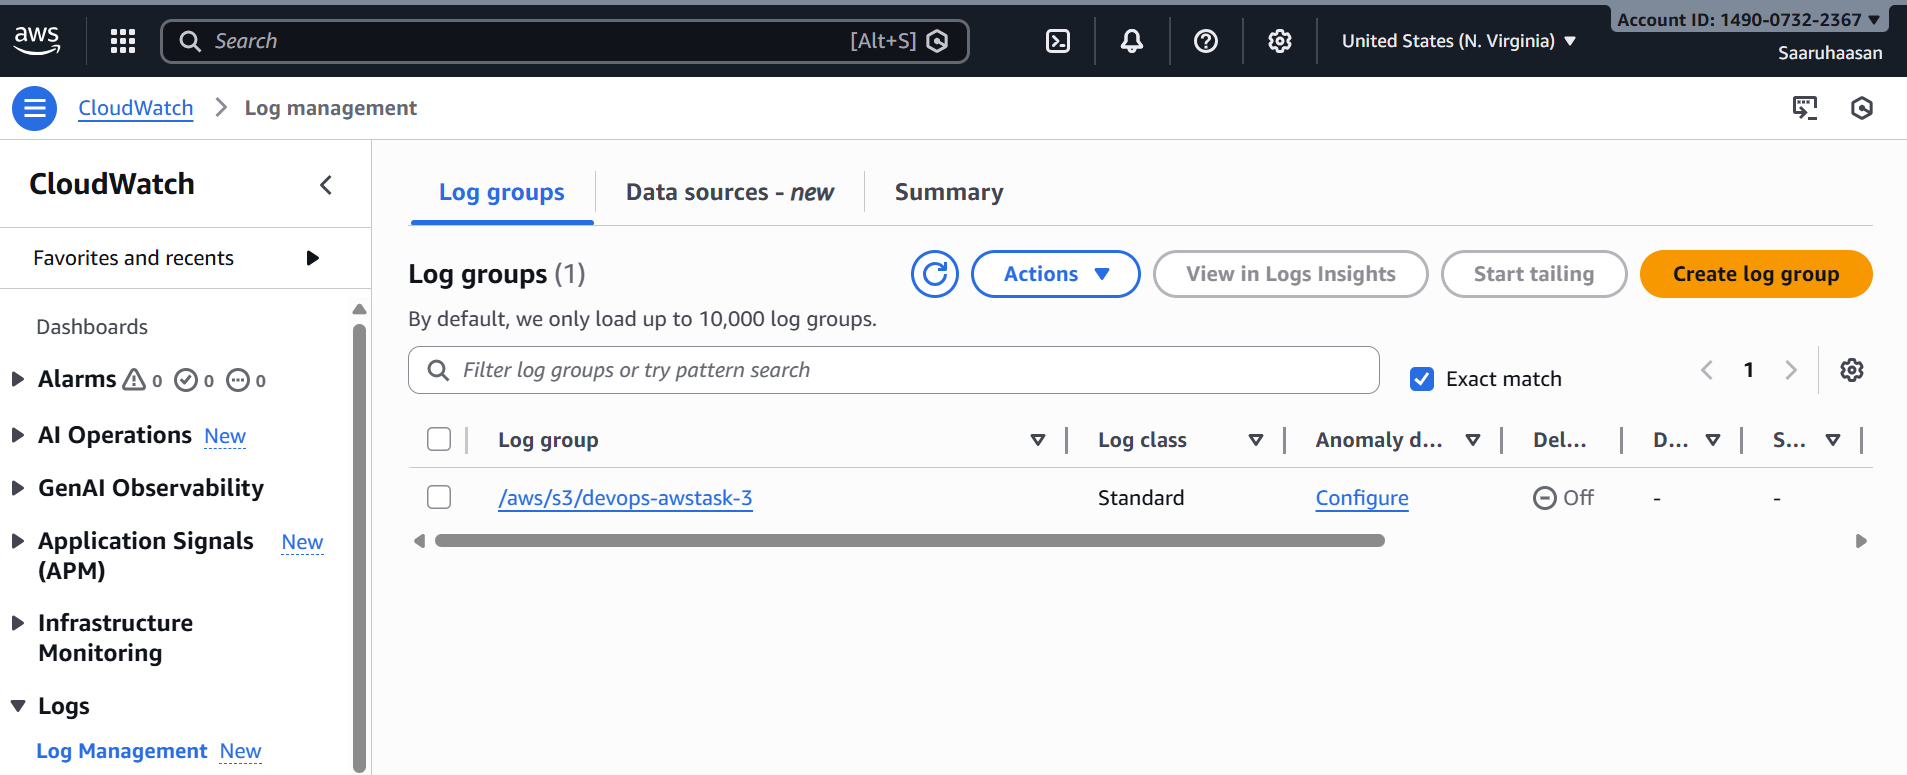 aws
Search
[Alt+S]
United States (N. Virginia)
Account ID: 1490-0732-2367
Saaruhaasan
CloudWatch
Log management
CloudWatch
Favorites and recents
Dashboards
Alarms 0 0 0
AI Operations New
GenAI Observability
Application Signals New
(APM)
Infrastructure
Monitoring
Logs
Log Management New
Log groups
Data sources - new
Summary
Log groups (1)
Actions
View in Logs Insights
Start tailing
Create log group
By default, we only load up to 10,000 log groups.
Filter log groups or try pattern search
Exact match
1
Log group Log class Anomaly d... Del... D... S...
/aws/s3/devops-awstask-3 Standard Configure Off - -